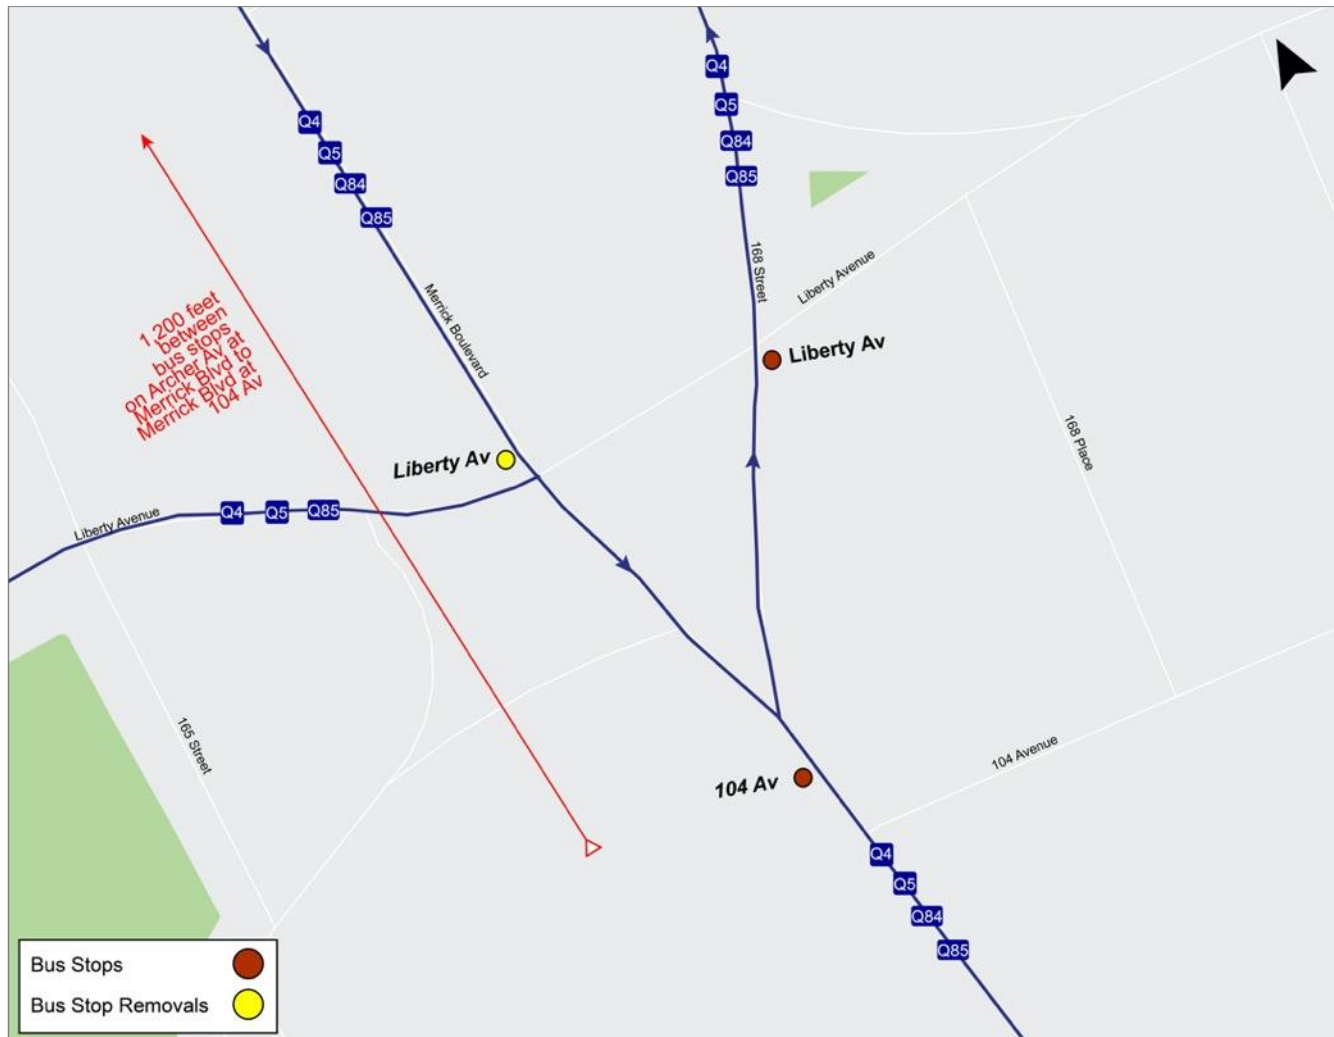 Q4
Q5
Q84
Q85
Q4
Q5
Q84
Q85
1,200 feet
between
bus stops
on Archer Av at
Merrick Blvd to
Merrick Blvd at
104 Av
Merrick Boulevard
168 Street
Liberty Avenue
Liberty Av
168 Place
Liberty Av
Liberty Avenue
Q4
Q5
Q85
165 Street
104 Avenue
104 Av
Q4
Q5
Q84
Q85
Bus Stops
Bus Stop Removals